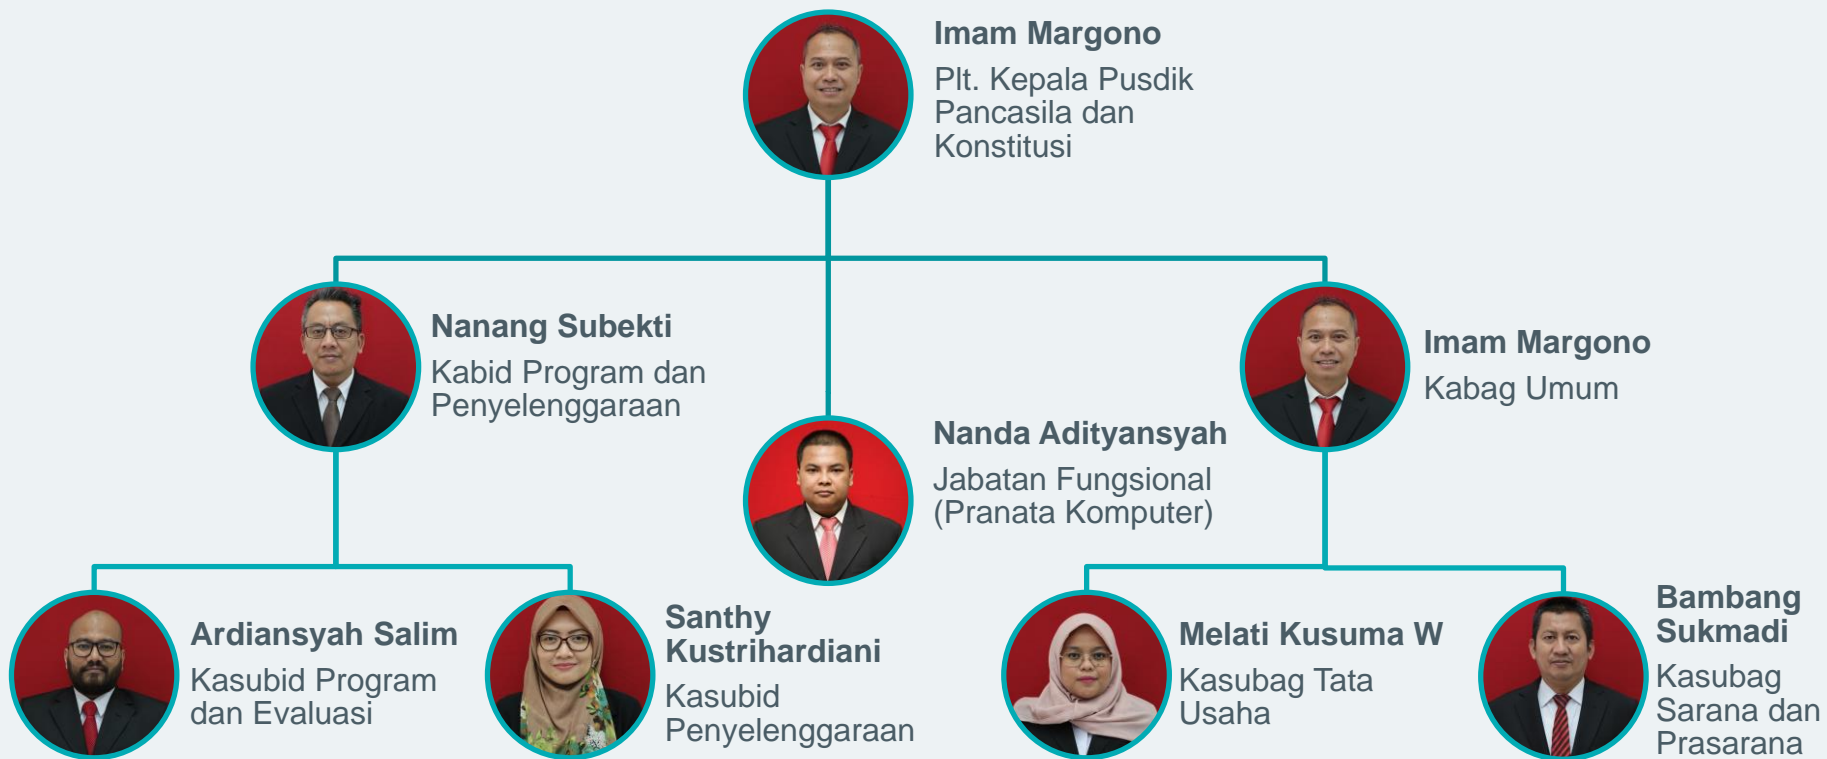 Imam Margono
Plt. Kepala Pusdik
Pancasila dan
Konstitusi
Nanang Subekti
Kabid Program dan
Penyelenggaraan
Nanda Adityansyah
Jabatan Fungsional
(Pranata Komputer)
Imam Margono
Kabag Umum
Ardiansyah Salim
Kasubid Program
dan Evaluasi
Santhy
Kustrihardiani
Kasubid
Penyelenggaraan
Melati Kusuma W
Kasubag Tata
Usaha
Bambang
Sukmadi
Kasubag
Sarana dan
Prasarana